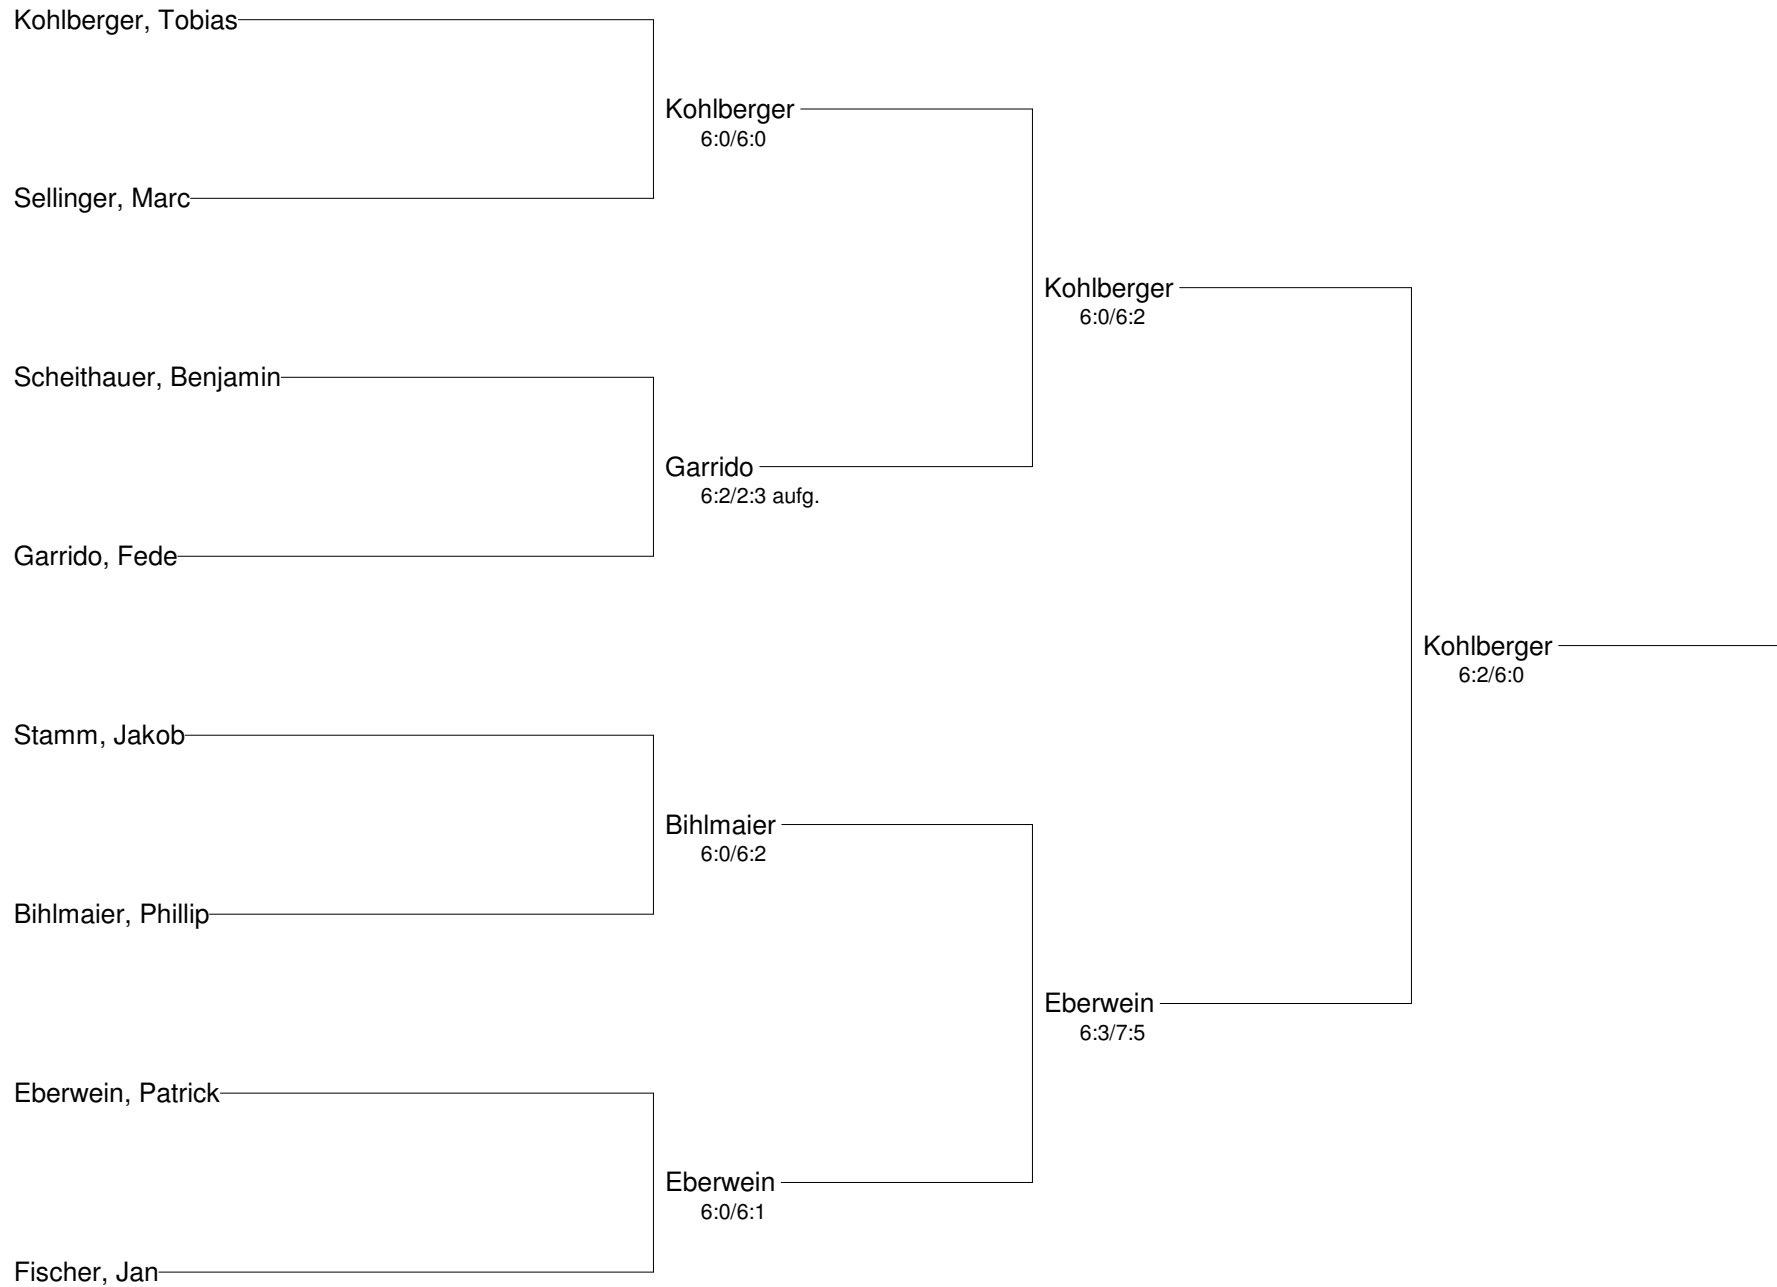 Kohlberger, Tobias
Kohlberger
6:0/6:0
Sellinger, Marc
Kohlberger
6:0/6:2
Scheithauer, Benjamin
Garrido
6:2/2:3 aufg.
Garrido, Fede
Kohlberger
6:2/6:0
Stamm, Jakob
Bihlmaier
6:0/6:2
Bihlmaier, Phillip
Eberwein
6:3/7:5
Eberwein, Patrick
Eberwein
6:0/6:1
Fischer, Jan